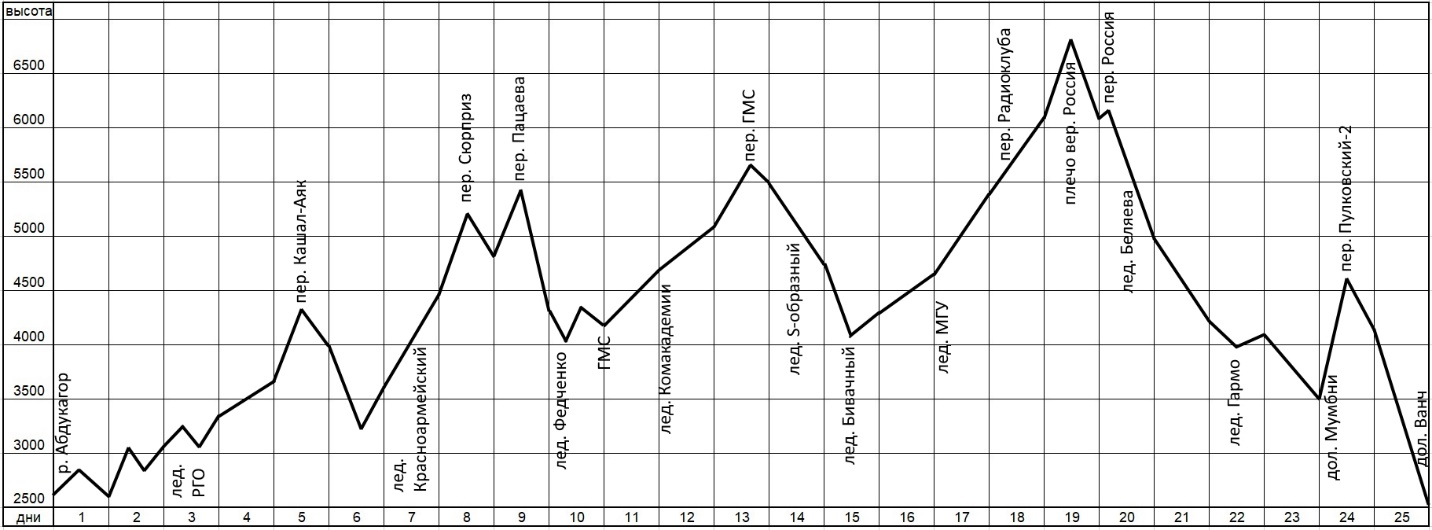 высота
6500
6000
5500
5000
4500
4000
3500
3000
2500
р. Абдукагор
лед.
РГО
пер. Кашал-Аяк
лед.
Красноармейский
пер. Сюрприз
пер. Пацаева
лед. Федченко
ГМС
лед. Комакадемии
пер. ГМС
лед. S-образный
лед. Бивачный
лед. МГУ
пер. Радиоклуба
плечо вер. Россия
пер. Россия
лед. Беляева
лед. Гармо
дол. Мумбни
пер. Пулковский-2
дол. Ванч
дни 1 2 3 4 5 6 7 8 9 10 11 12 13 14 15 16 17 18 19 20 21 22 23 24 25